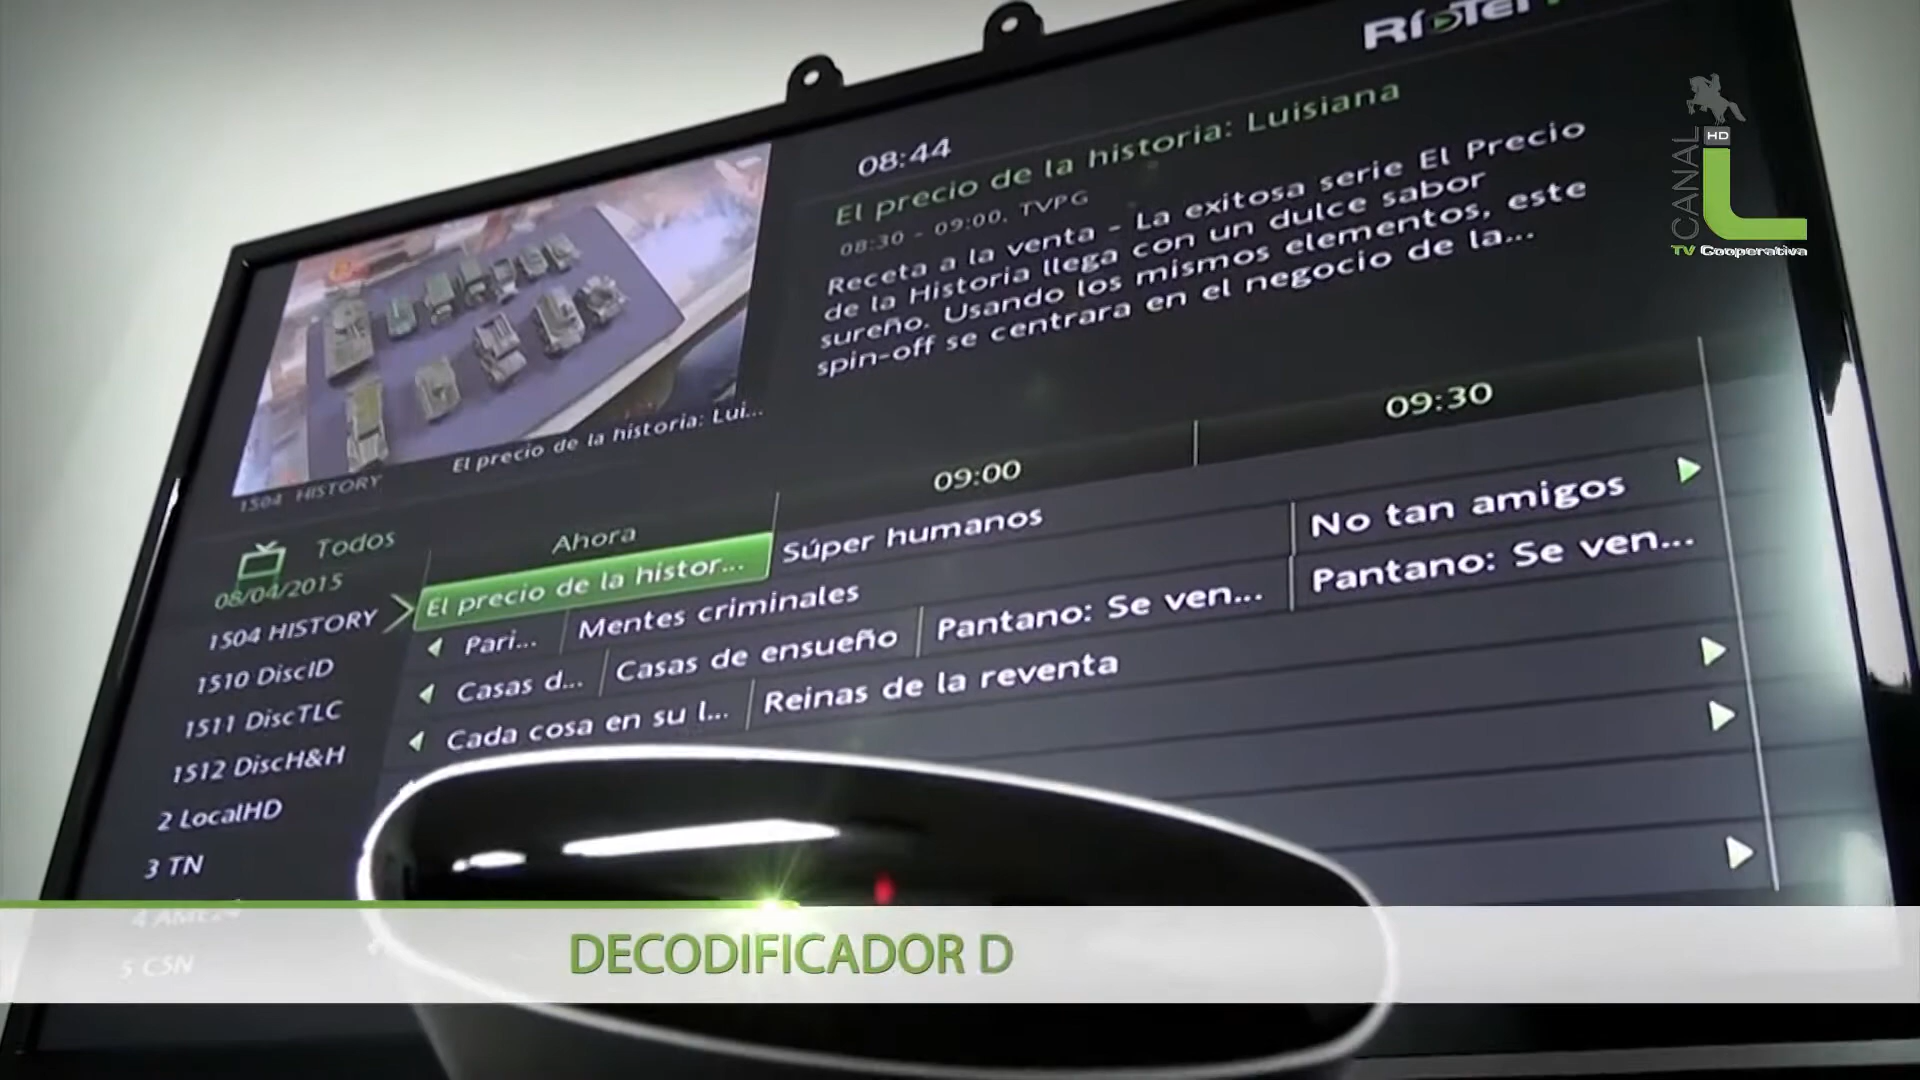 RíoTel
CANAL
HD
TV Cooperativa
08:44
El precio de la historia: Luisiana
08:30 - 09:00, TVPG
Receta a la venta - La exitosa serie El Precio
de la Historia llega con un dulce sabor
sureño. Usando los mismos elementos, este
spin-off se centrara en el negocio de la...
El precio de la historia: Lui...
1504 HISTORY
Todos
08/04/2015
Ahora
09:00
09:30
1504 HISTORY
El precio de la histor...
Súper humanos
No tan amigos
1510 DiscID
Pari...
Mentes criminales
1511 DiscTLC
Casas d...
Casas de ensueño
Pantano: Se ven...
Pantano: Se ven...
1512 DiscH&H
Cada cosa en su l...
Reinas de la reventa
2 LocalHD
3 TN
5 C5N
DECODIFICADOR D